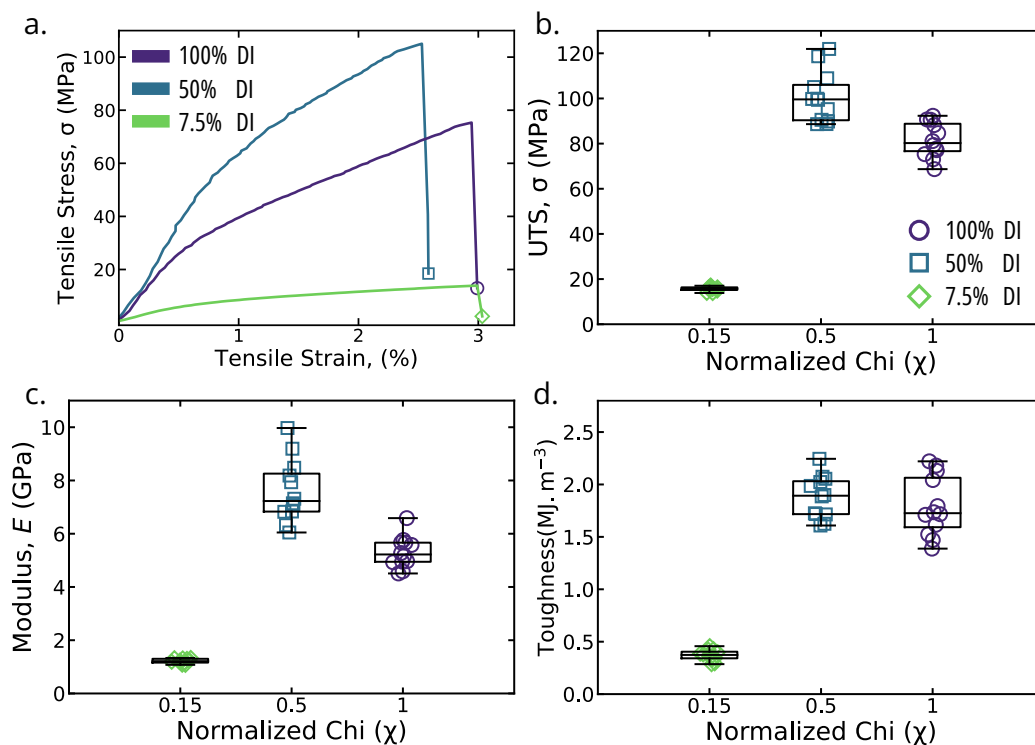 a.
Tensile Stress, σ (MPa)
100
80
60
40
20
100% DI
50% DI
7.5% DI
0
1
2
3
Tensile Strain, (%)
b.
UTS, σ (MPa)
120
100
80
60
40
20
0
100% DI
50% DI
7.5% DI
0.15
0.5
1
Normalized Chi (χ)
c.
Modulus, E (GPa)
10
8
6
4
2
0
0.15
0.5
1
Normalized Chi (χ)
d.
Toughness(MJ.m⁻³)
2.5
2.0
1.5
1.0
0.5
0.0
0.15
0.5
1
Normalized Chi (χ)